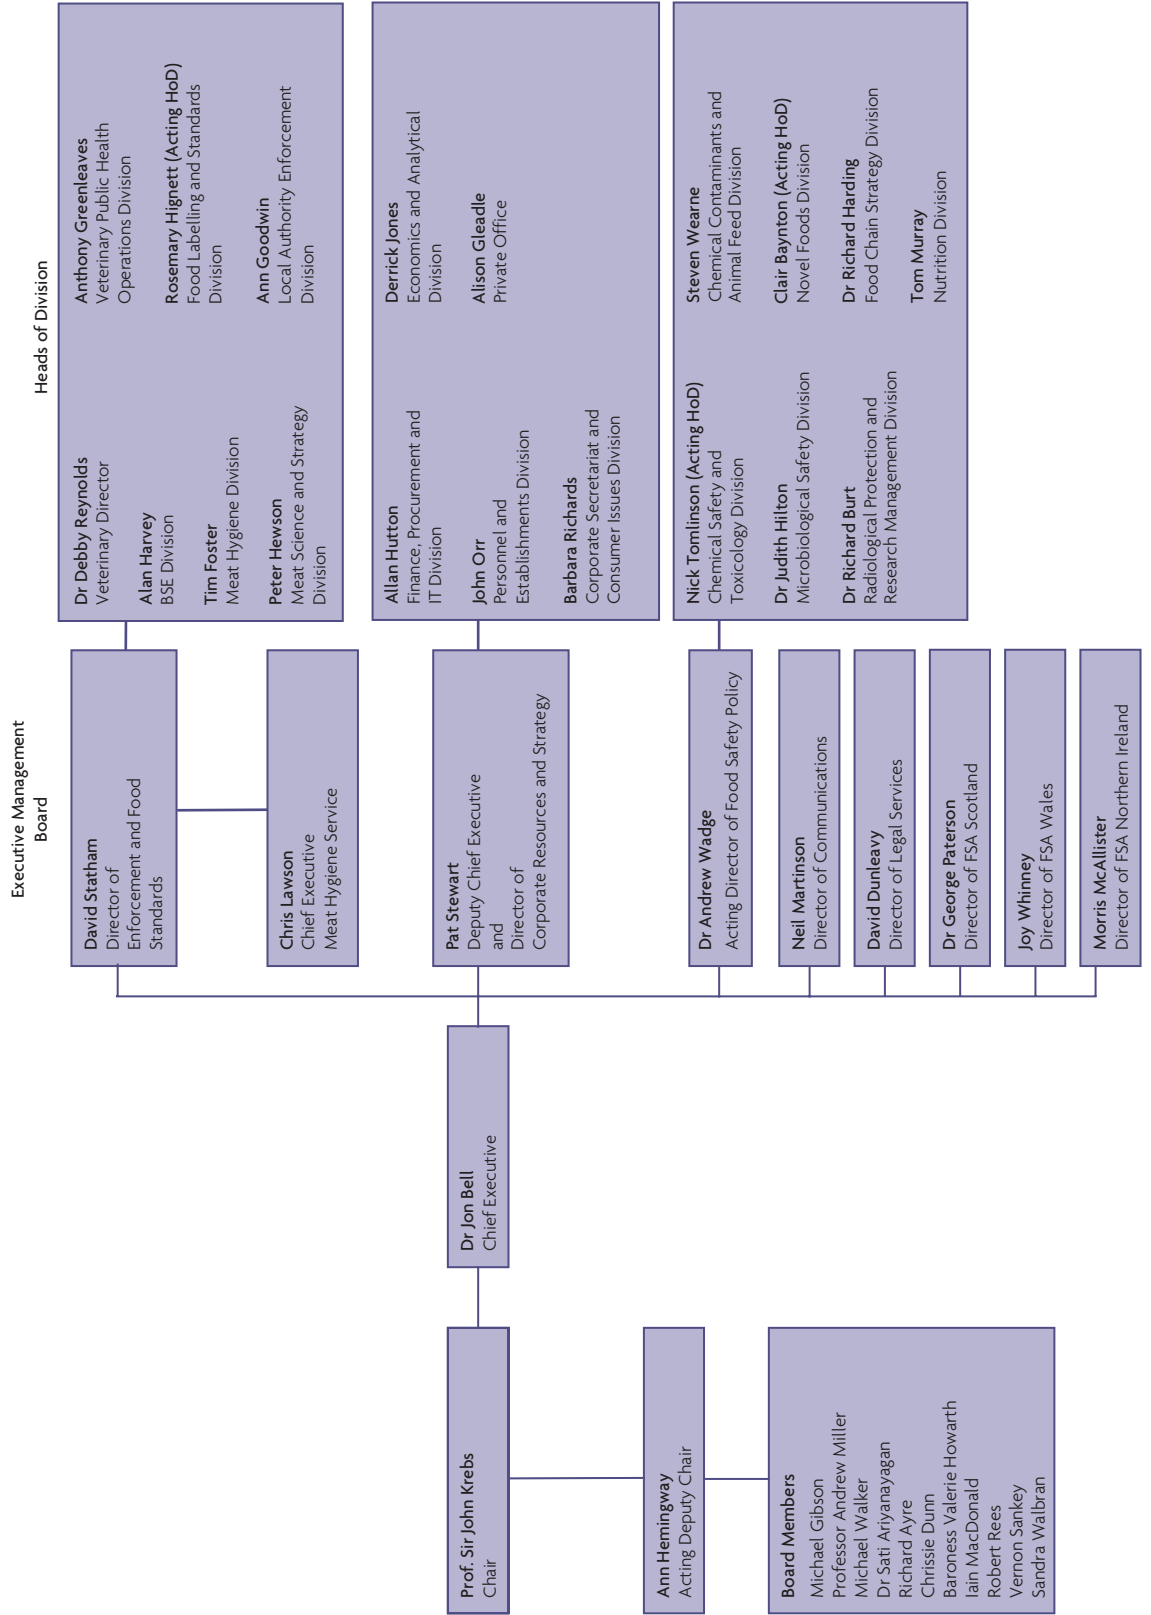 Prof. Sir John Krebs
Chair
Ann Hemingway
Acting Deputy Chair
Board Members
Michael Gibson
Professor Andrew Miller
Michael Walker
Dr Sati Ariyanayagan
Richard Ayre
Chrissie Dunn
Baroness Valerie Howarth
Iain MacDonald
Robert Rees
Vernon Sankey
Sandra Walbran
Dr Jon Bell
Chief Executive
Executive Management
Board
David Statham
Director of
Enforcement and Food
Standards
Chris Lawson
Chief Executive
Meat Hygiene Service
Pat Stewart
Deputy Chief Executive
and
Director of
Corporate Resources and Strategy
Dr Andrew Wadge
Acting Director of Food Safety Policy
Neil Martinson
Director of Communications
David Dunleavy
Director of Legal Services
Dr George Paterson
Director of FSA Scotland
Joy Whinney
Director of FSA Wales
Morris McAllister
Director of FSA Northern Ireland
Heads of Division
Dr Debby Reynolds
Veterinary Director
Alan Harvey
BSE Division
Tim Foster
Meat Hygiene Division
Peter Hewson
Meat Science and Strategy
Division
Anthony Greenleaves
Veterinary Public Health
Operations Division
Rosemary Hignett (Acting HoD)
Food Labelling and Standards
Division
Ann Goodwin
Local Authority Enforcement
Division
Allan Hutton
Finance, Procurement and
IT Division
John Orr
Personnel and
Establishments Division
Barbara Richards
Corporate Secretariat and
Consumer Issues Division
Derrick Jones
Economics and Analytical
Division
Alison Gleadle
Private Office
Nick Tomlinson (Acting HoD)
Chemical Safety and
Toxicology Division
Dr Judith Hilton
Microbiological Safety Division
Dr Richard Burt
Radiological Protection and
Research Management Division
Steven Wearne
Chemical Contaminants and
Animal Feed Division
Clair Baynton (Acting HoD)
Novel Foods Division
Dr Richard Harding
Food Chain Strategy Division
Tom Murray
Nutrition Division